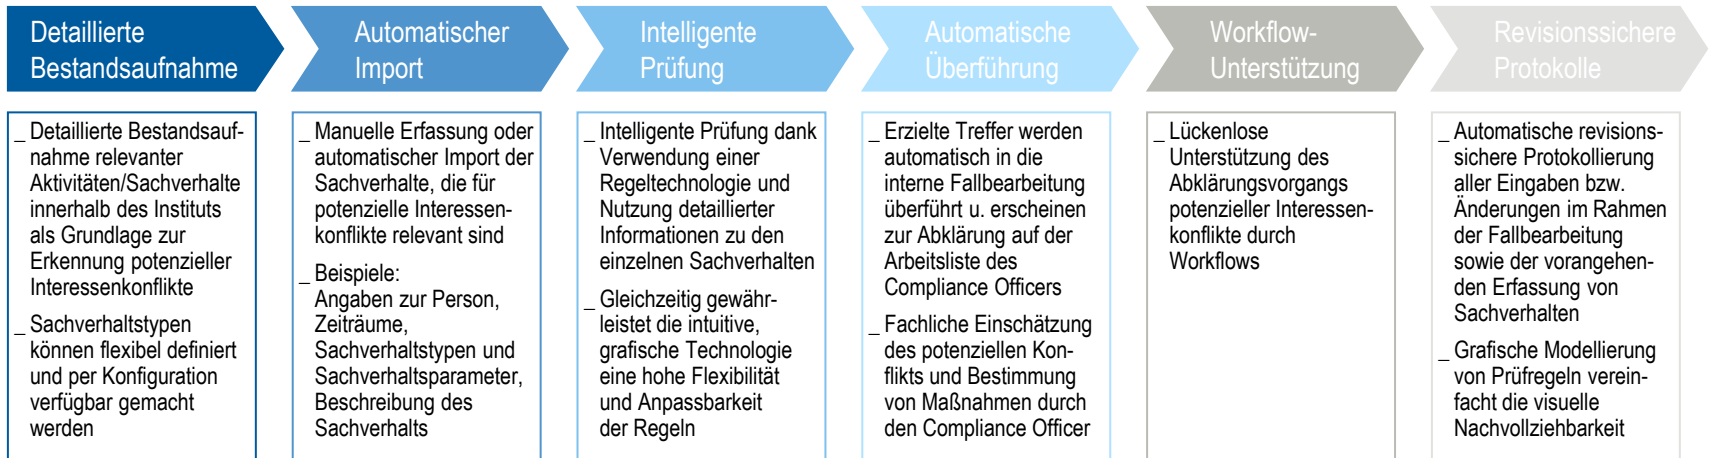 Detaillierte
Bestandsaufnahme
Automatischer
Import
Intelligente
Prüfung
Automatische
Überführung
Workflow-
Unterstützung
Revisionssichere
Protokolle
_ Detaillierte Bestandsauf-
nahme relevanter
Aktivitäten/Sachverhalte
innerhalb des Instituts
als Grundlage zur
Erkennung potenzieller
Interessenkonflikte
_ Sachverhaltstypen
können flexibel definiert
und per Konfiguration
verfügbar gemacht
werden
_ Manuelle Erfassung oder
automatischer Import der
Sachverhalte, die für
potenzielle Interessen-
konflikte relevant sind
_ Beispiele:
Angaben zur Person,
Zeiträume,
Sachverhaltstypen und
Sachverhaltsparameter,
Beschreibung des
Sachverhalts
_ Intelligente Prüfung dank
Verwendung einer
Regeltechnologie und
Nutzung detaillierter
Informationen zu den
einzelnen Sachverhalten
_ Gleichzeitig gewähr-
leistet die intuitive,
grafische Technologie
eine hohe Flexibilität
und Anpassbarkeit
der Regeln
_ Erzielte Treffer werden
automatisch in die
interne Fallbearbeitung
überführt u. erscheinen
zur Abklärung auf der
Arbeitsliste des
Compliance Officers
_ Fachliche Einschätzung
des potenziellen Kon-
flikts und Bestimmung
von Maßnahmen durch
den Compliance Officer
_ Lückenlose
Unterstützung des
Abklärungsvorgangs
potenzieller Interessen-
konflikte durch
Workflows
_ Automatische revisions-
sichere Protokollierung
aller Eingaben bzw.
Änderungen im Rahmen
der Fallbearbeitung
sowie der vorangehen-
den Erfassung von
Sachverhalten
_ Grafische Modellierung
von Prüfregeln verein-
facht die visuelle
Nachvollziehbarkeit